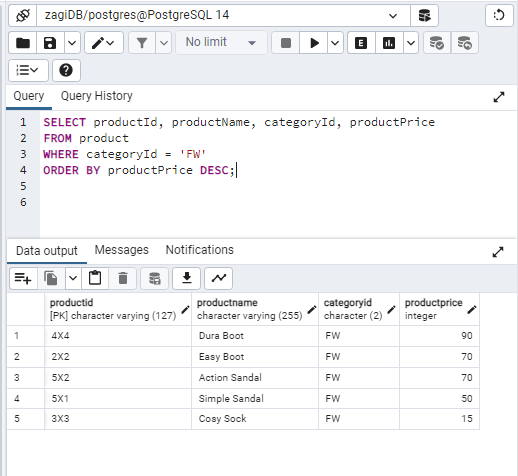 zagiDB/postgres@PostgreSQL 14
No limit
E
Query Query History
1 SELECT productId, productName, categoryId, productPrice
2 FROM product
3 WHERE categoryId = 'FW'
4 ORDER BY productPrice DESC;
5
6
Data output Messages Notifications
productid productname categoryid productprice
[PK] character varying (127) character varying (255) character (2) integer
1 4X4 Dura Boot FW 90
2 2X2 Easy Boot FW 70
3 5X2 Action Sandal FW 70
4 5X1 Simple Sandal FW 50
5 3X3 Cosy Sock FW 15